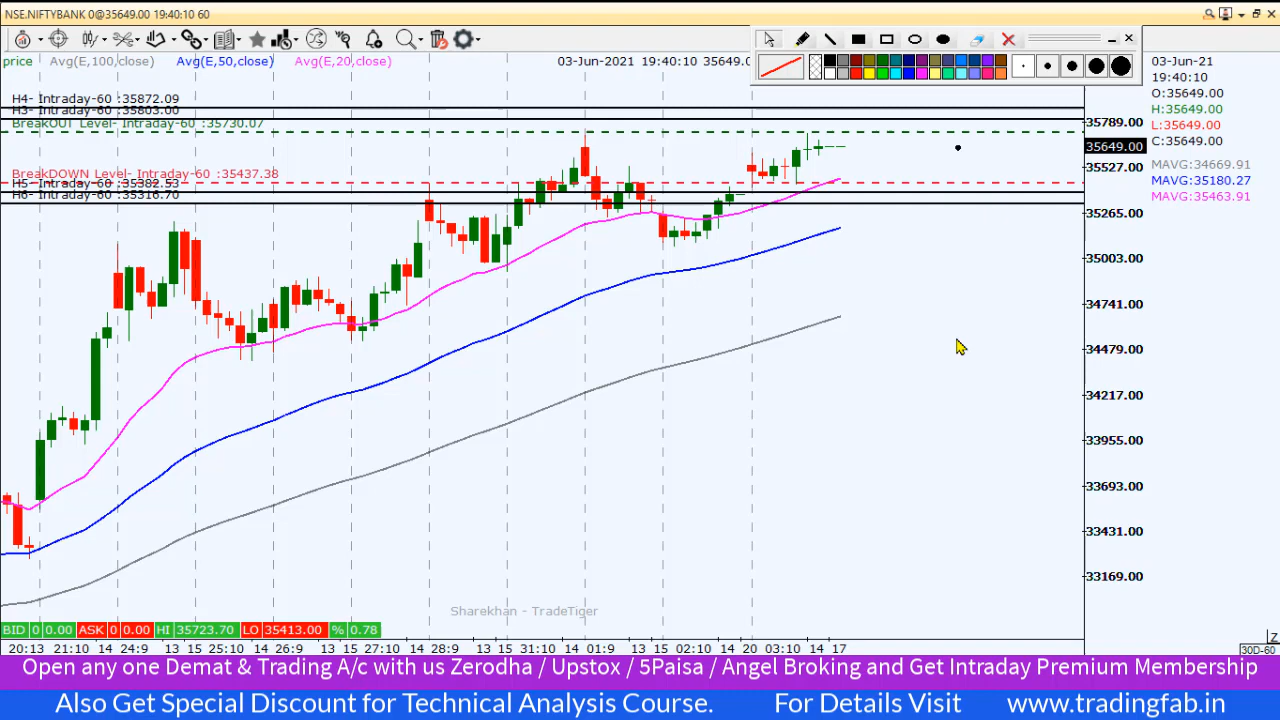 NSE.NIFTYBANK 0@35649.00 19:40:10 60
price Avg(E,100,close) Avg(E,50,close) Avg(E,20,close) 03-Jun-2021 19:40:10 35649.0
03-Jun-21
19:40:10
O:35649.00
H:35649.00
L:35649.00
C:35649.00
MAVG:34669.91
MAVG:35180.27
MAVG:35463.91
H4- Intraday-60 :35872.09
H3- Intraday-60 :35803.00
BreakOUT Level- Intraday-60 :35730.07
BreakDOWN Level- Intraday-60 :35437.38
H5- Intraday-60 :35382.53
H6- Intraday-60 :35316.70
35789.00
35649.00
35527.00
35265.00
35003.00
34741.00
34479.00
34217.00
33955.00
33693.00
33431.00
33169.00
Sharekhan - TradeTiger
BID 0 0.00 ASK 0 0.00 HI 35723.70 LO 35413.00 % 0.78
Z
20:13 21:10 14 24:9 13 15 25:10 14 26:9 13 15 27:10 14 28:9 13 15 31:10 14 01:9 13 15 02:10 14 20 03:10 14 17
30D-60
Open any one Demat & Trading A/c with us Zerodha / Upstox / 5Paisa / Angel Broking and Get Intraday Premium Membership
Also Get Special Discount for Technical Analysis Course. For Details Visit www.tradingfab.in